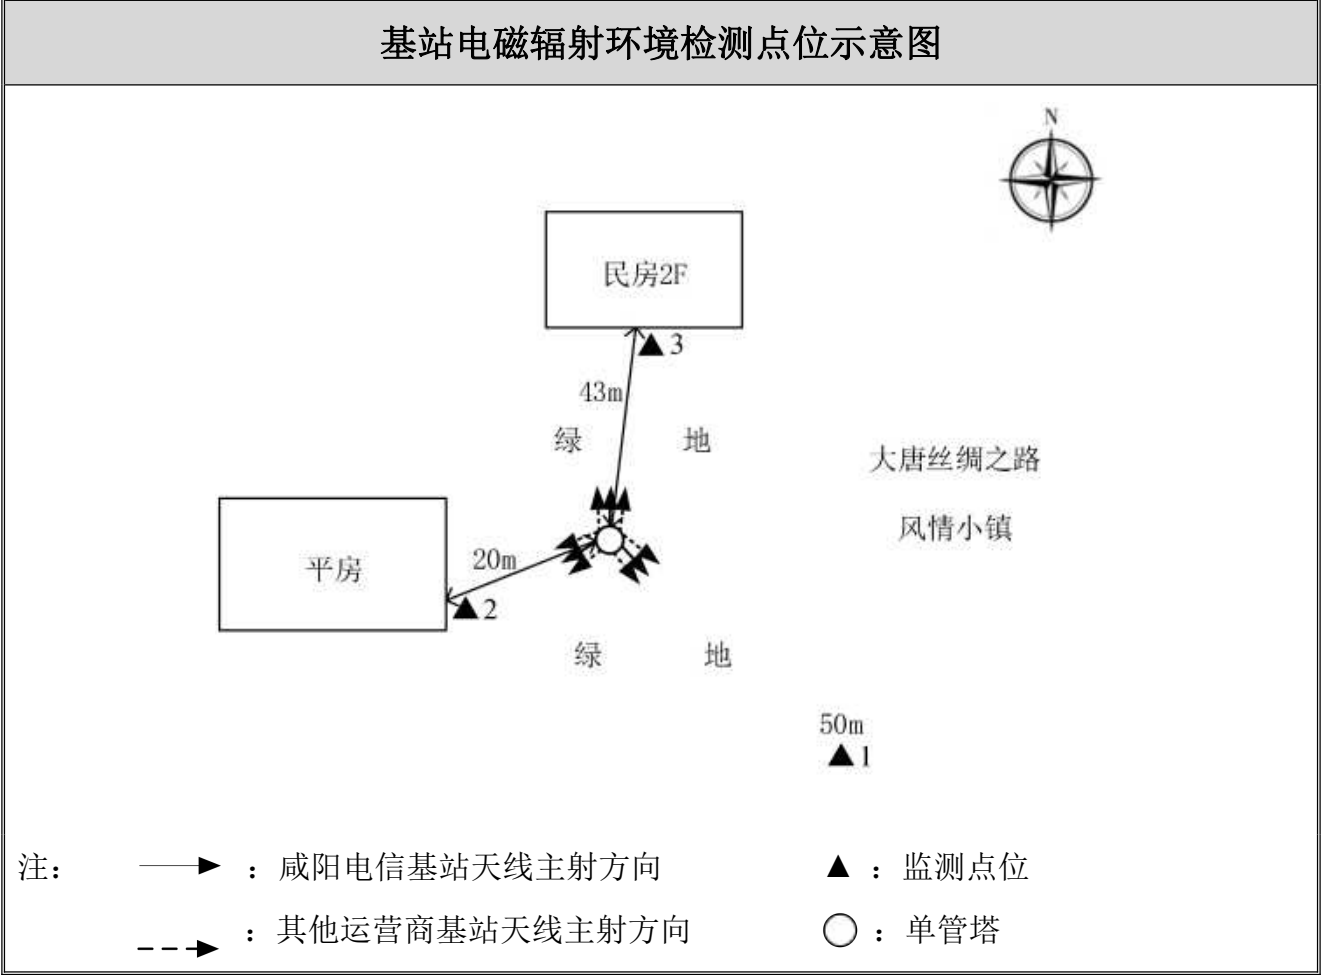 基站电磁辐射环境检测点位示意图
N
民房2F
3
43m
绿 地
大唐丝绸之路
风情小镇
平房
20m
2
绿 地
50m
1
注： ：咸阳电信基站天线主射方向 ：监测点位
：其他运营商基站天线主射方向 ：单管塔